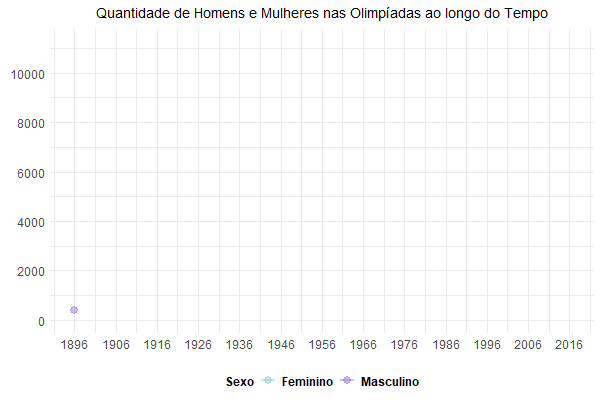 Quantidade de Homens e Mulheres nas Olimpíadas ao longo do Tempo
10000
8000
6000
4000
2000
0
1896 1906 1916 1926 1936 1946 1956 1966 1976 1986 1996 2006 2016
Sexo Feminino Masculino